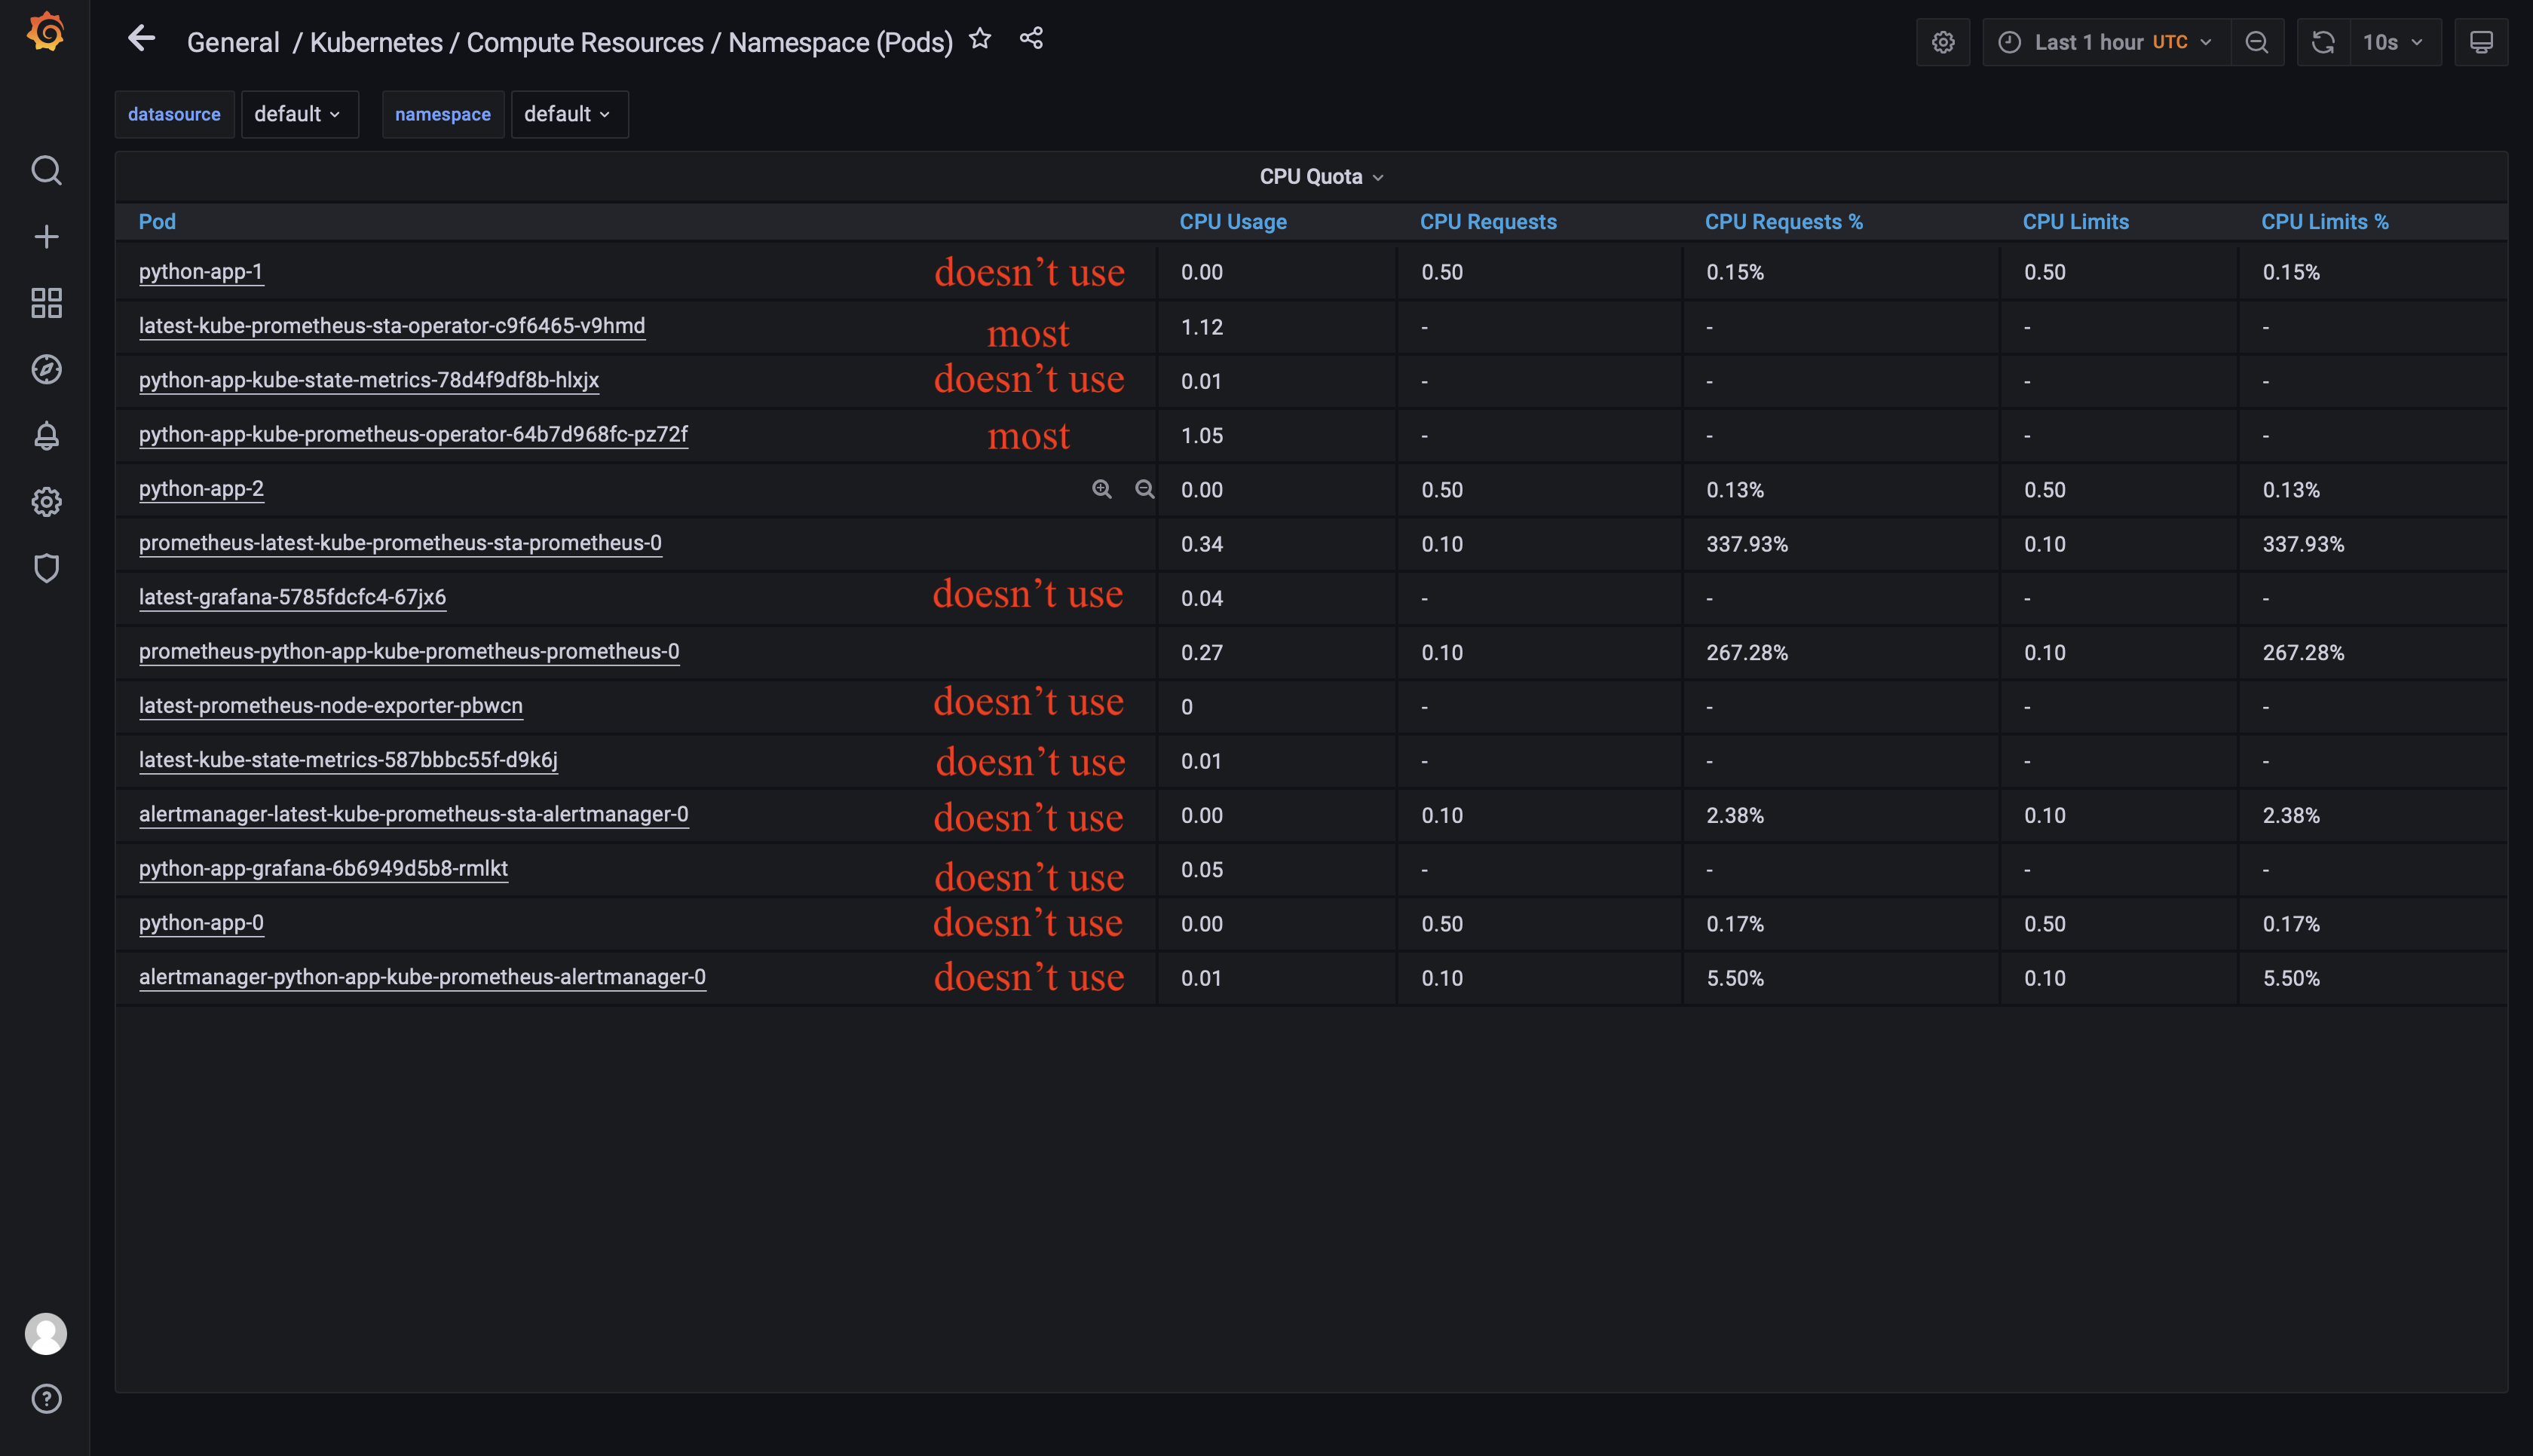 General / Kubernetes / Compute Resources / Namespace (Pods)
Last 1 hour UTC
10s
datasource default namespace default
CPU Quota
Pod CPU Usage CPU Requests CPU Requests % CPU Limits CPU Limits %
python-app-1 doesn’t use 0.00 0.50 0.15% 0.50 0.15%
latest-kube-prometheus-sta-operator-c9f6465-v9hmd most 1.12 - - - -
python-app-kube-state-metrics-78d4f9df8b-hlxjx doesn’t use 0.01 - - - -
python-app-kube-prometheus-operator-64b7d968fc-pz72f most 1.05 - - - -
python-app-2 0.00 0.50 0.13% 0.50 0.13%
prometheus-latest-kube-prometheus-sta-prometheus-0 0.34 0.10 337.93% 0.10 337.93%
latest-grafana-5785fdcfc4-67jx6 doesn’t use 0.04 - - - -
prometheus-python-app-kube-prometheus-prometheus-0 0.27 0.10 267.28% 0.10 267.28%
latest-prometheus-node-exporter-pbwcn doesn’t use 0 - - - -
latest-kube-state-metrics-587bbbc55f-d9k6j doesn’t use 0.01 - - - -
alertmanager-latest-kube-prometheus-sta-alertmanager-0 doesn’t use 0.00 0.10 2.38% 0.10 2.38%
python-app-grafana-6b6949d5b8-rmlkt doesn’t use 0.05 - - - -
python-app-0 doesn’t use 0.00 0.50 0.17% 0.50 0.17%
alertmanager-python-app-kube-prometheus-alertmanager-0 doesn’t use 0.01 0.10 5.50% 0.10 5.50%